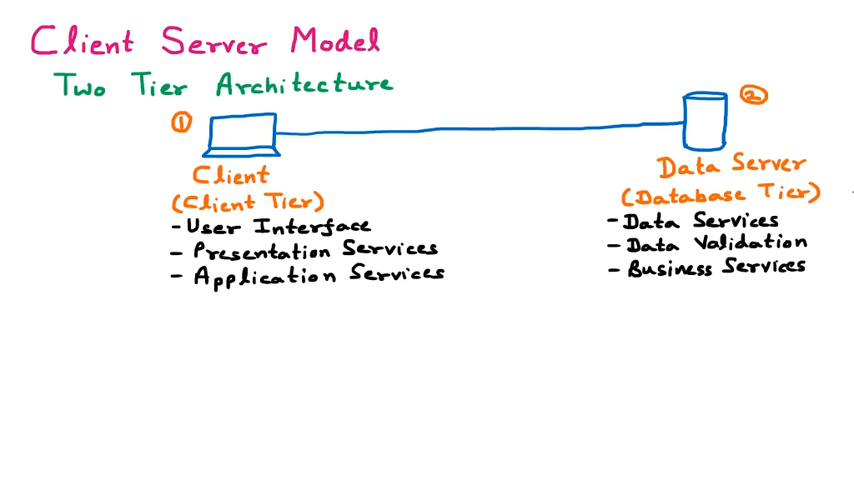 Client Server Model
Two Tier Architecture
1
2
Client
(Client Tier)
- User Interface
- Presentation Services
- Application Services
Data Server
(Database Tier)
- Data Services
- Data Validation
- Business Services